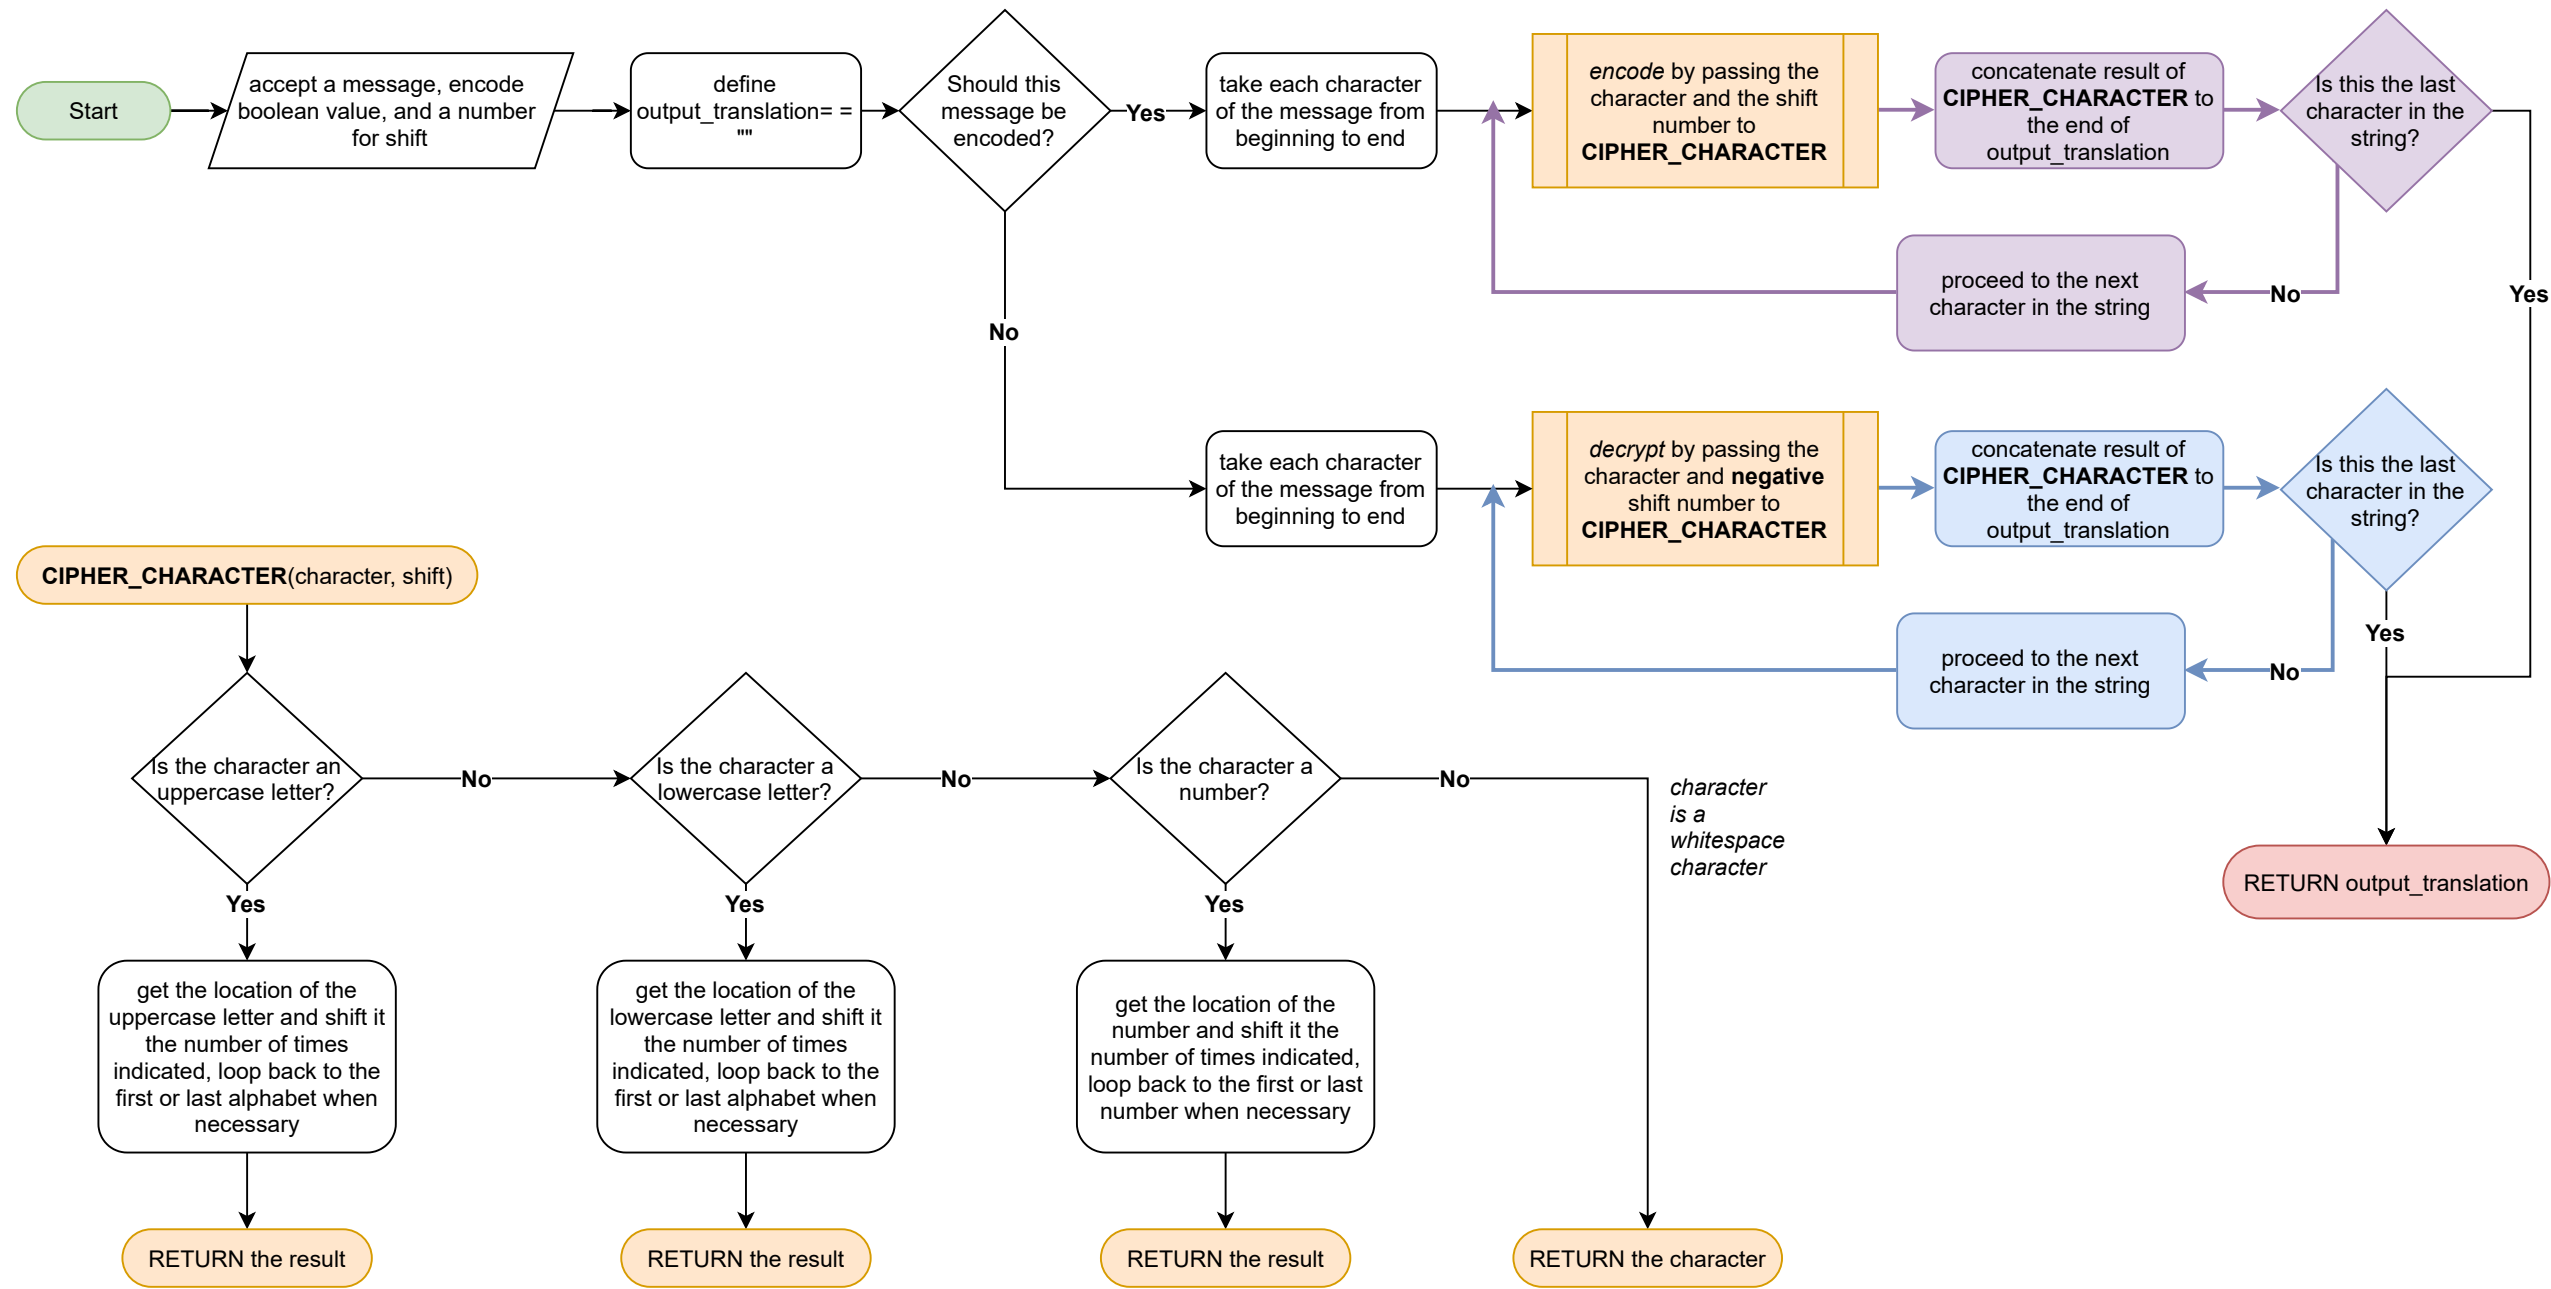 Start
accept a message, encode
boolean value, and a number
for shift
define
output_translation= =
""
Should this
message be
encoded?
Yes
take each character
of the message from
beginning to end
encode by passing the
character and the shift
number to
CIPHER_CHARACTER
concatenate result of
CIPHER_CHARACTER to
the end of
output_translation
Is this the last
character in the
string?
proceed to the next
character in the string
No
Yes
No
take each character
of the message from
beginning to end
decrypt by passing the
character and negative
shift number to
CIPHER_CHARACTER
concatenate result of
CIPHER_CHARACTER to
the end of
output_translation
Is this the last
character in the
string?
Yes
proceed to the next
character in the string
No
RETURN output_translation
CIPHER_CHARACTER(character, shift)
Is the character an
uppercase letter?
No
Is the character a
lowercase letter?
No
Is the character a
number?
No
character
is a
whitespace
character
Yes
Yes
Yes
get the location of the
uppercase letter and shift it
the number of times
indicated, loop back to the
first or last alphabet when
necessary
get the location of the
lowercase letter and shift it
the number of times
indicated, loop back to the
first or last alphabet when
necessary
get the location of the
number and shift it the
number of times indicated,
loop back to the first or last
number when necessary
RETURN the result
RETURN the result
RETURN the result
RETURN the character